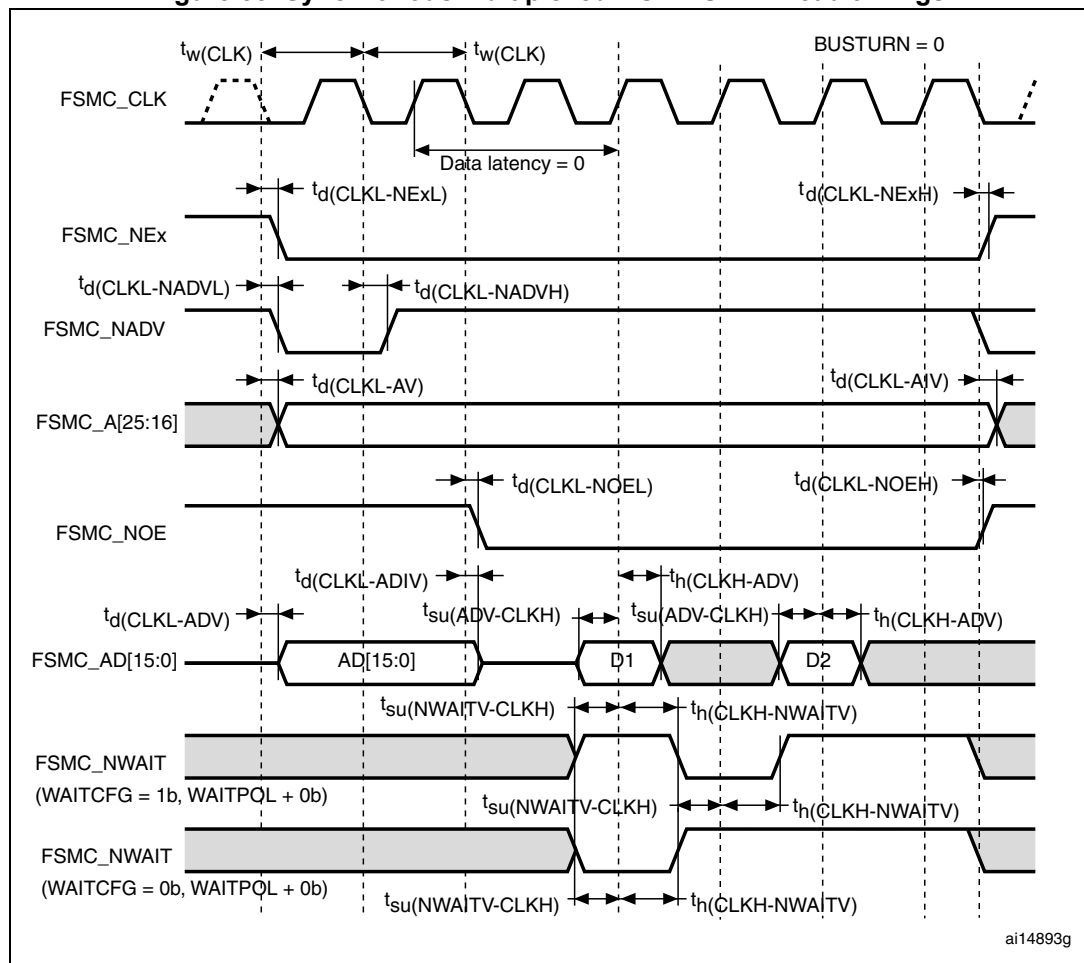 tw(CLK) tw(CLK) BUSTURN = 0
FSMC_CLK
Data latency = 0
td(CLKL-NExL) td(CLKL-NExH)
FSMC_NEx
td(CLKL-NADVL) td(CLKL-NADVH)
FSMC_NADV
td(CLKL-AV) td(CLKL-AIV)
FSMC_A[25:16]
td(CLKL-NOEL) td(CLKL-NOEH)
FSMC_NOE
td(CLKL-ADIV) th(CLKH-ADV)
td(CLKL-ADV) tsu(ADV-CLKH) tsu(ADV-CLKH) th(CLKH-ADV)
FSMC_AD[15:0] AD[15:0] D1 D2
tsu(NWAITV-CLKH) th(CLKH-NWAITV)
FSMC_NWAIT
(WAITCFG = 1b, WAITPOL + 0b)
tsu(NWAITV-CLKH) th(CLKH-NWAITV)
FSMC_NWAIT
(WAITCFG = 0b, WAITPOL + 0b)
tsu(NWAITV-CLKH) th(CLKH-NWAITV)
ai14893g